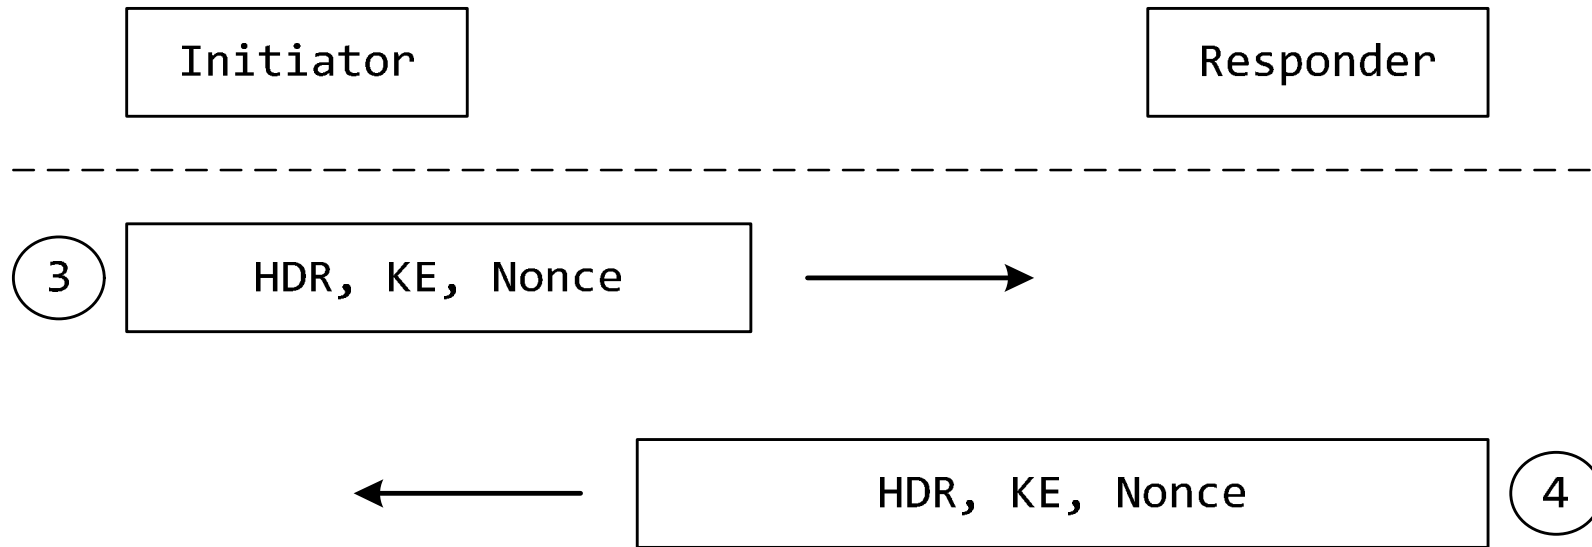 Initiator
Responder
3
HDR, KE, Nonce
HDR, KE, Nonce
4